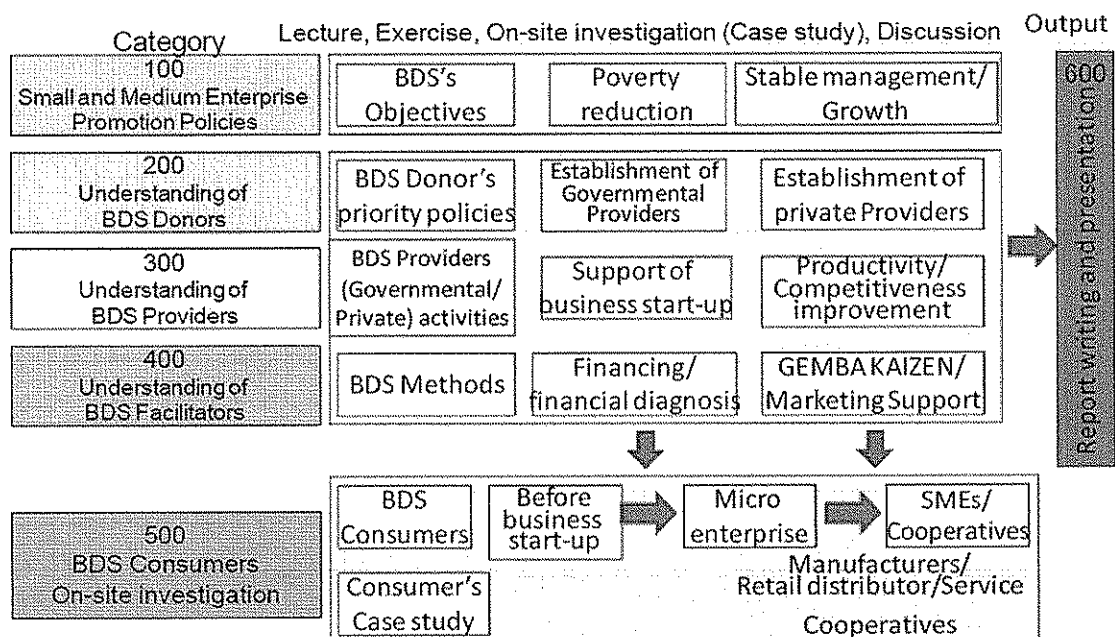 Lecture, Exercise, On-site investigation (Case study), Discussion
Output
Category
100
Small and Medium Enterprise
Promotion Policies
BDS's
Objectives
Poverty
reduction
Stable management/
Growth
200
Understanding of
BDS Donors
BDS Donor's
priority policies
Establishment of
Governmental
Providers
Establishment of
private Providers
300
Understanding of
BDS Providers
BDS Providers
(Governmental/
Private) activities
Support of
business start-up
Productivity/
Competitiveness
improvement
400
Understanding of
BDS Facilitators
BDS Methods
Financing/
financial diagnosis
GEMBA KAIZEN/
Marketing Support
600
Report writing and presentation
500
BDS Consumers
On-site investigation
BDS
Consumers
Before
business
start-up
Micro
enterprise
SMEs/
Cooperatives
Consumer's
Case study
Manufacturers/
Retail distributor/Service
Cooperatives